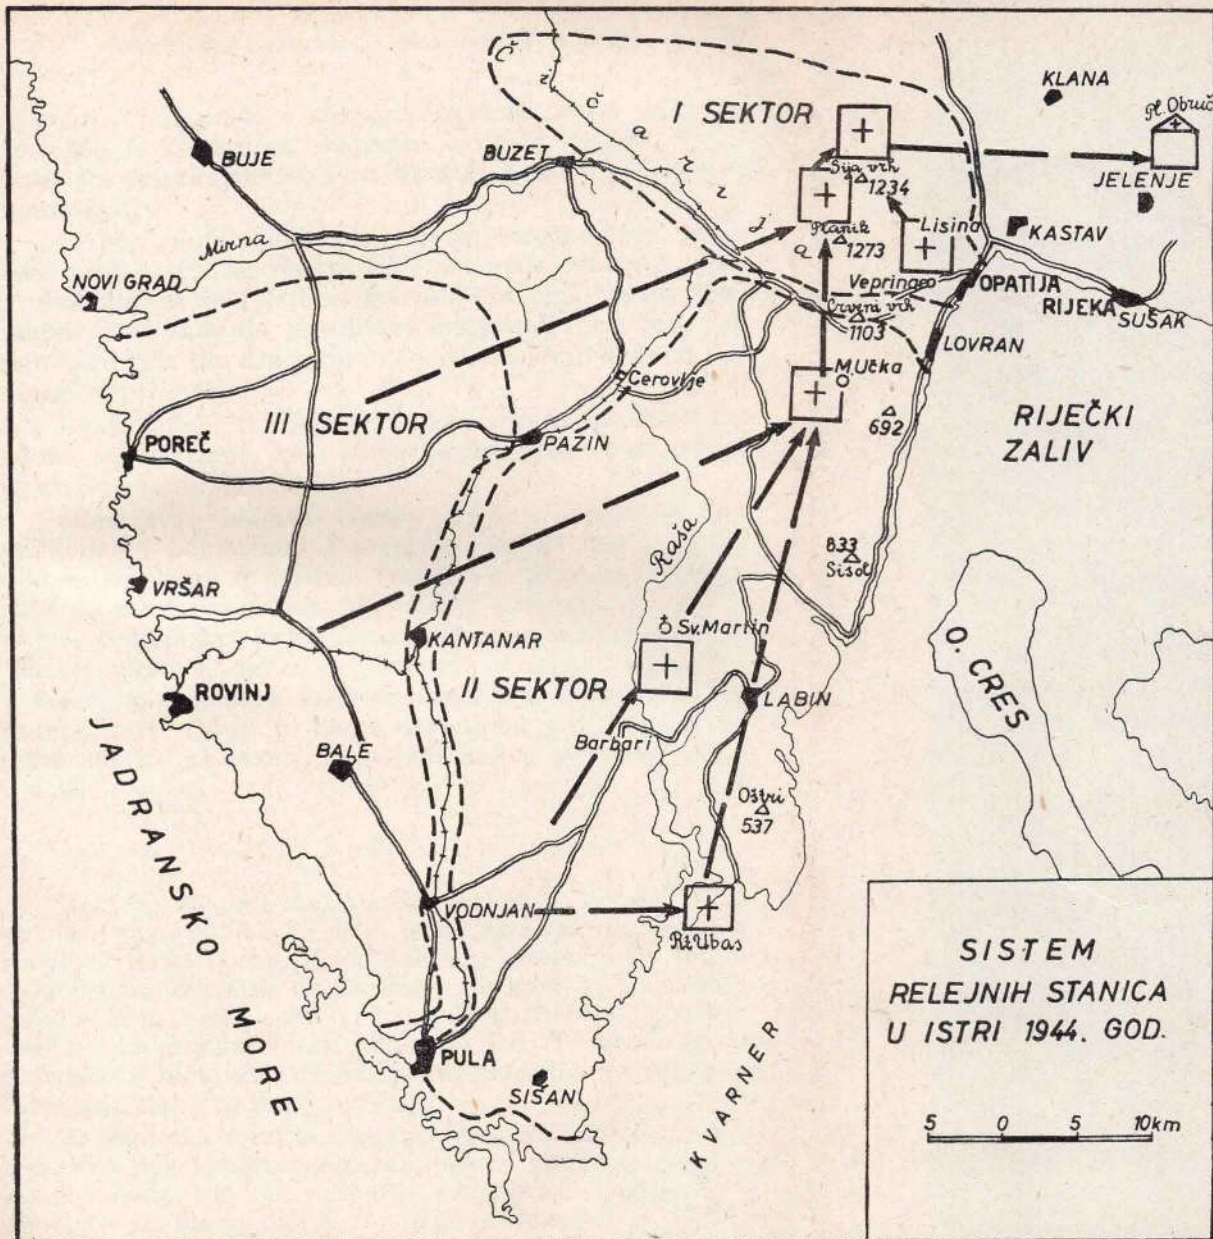 KLANA
Pl. Obruč
I SEKTOR
Ćićarija
BUJE
BUZET
Šija vrh
1234
JELENJE
Mirna
Planik
1273
Lisina
KASTAV
NOVI GRAD
Veprinac
OPATIJA
RIJEKA
SUŠAK
Crveni vrh
1103
LOVRAN
Cerovlje
M Učka
III SEKTOR
692
RIJEČKI
ZALIV
POREČ
PAZIN
Raša
833
Sisol
VRŠAR
KANTANAR
Sv. Martin
O. CRES
ROVINJ
II SEKTOR
LABIN
BALE
Barbari
JADRANSKO
MORE
Oštri
537
VODNJAN
Rt Ubas
SISTEM
RELEJNIH STANICA
U ISTRI 1944. GOD.
PULA
SIŠAN
KVARNER
5 0 5 10km